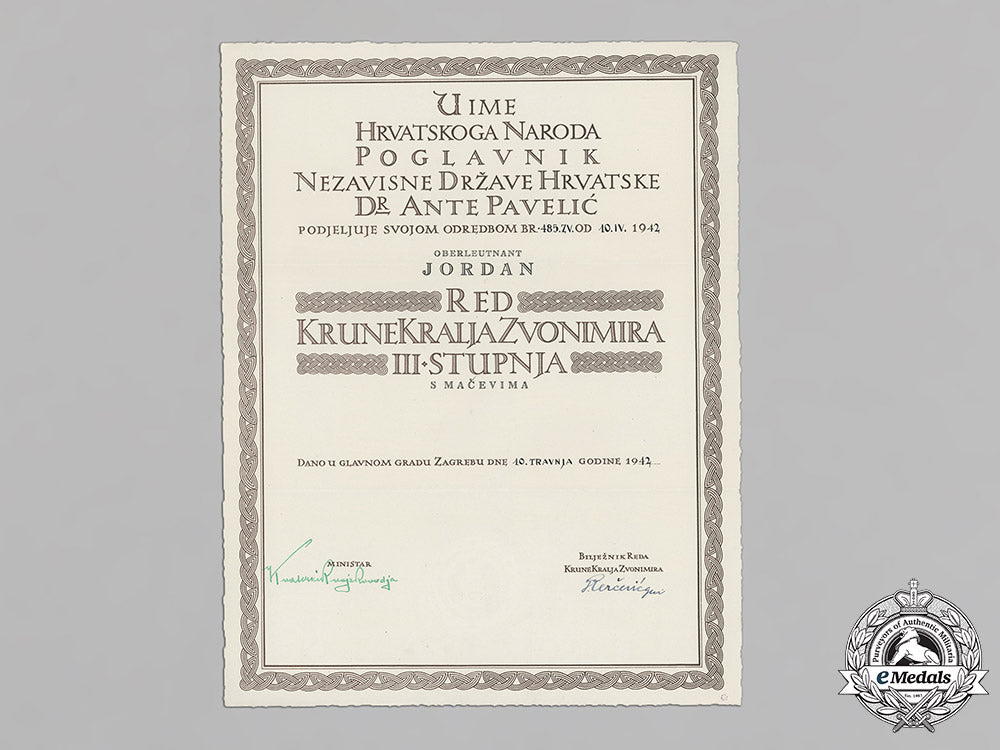 U IME
HRVATSKOGA NARODA
POGLAVNIK
NEZAVISNE DRŽAVE HRVATSKE
DR ANTE PAVELIĆ
PODJELJUJE SVOJOM ODREDBOM BR. 485.ZV. OD 10.IV. 1942
OBERLEUTNANT
JORDAN
RED
KRUNE KRALJA ZVONIMIRA
III. STUPNJA
S MAČEVIMA
DANO U GLAVNOM GRADU ZAGREBU DNE 10. TRAVNJA GODINE 1942
MINISTAR
BILJEŽNIK REDA
KRUNE KRALJA ZVONIMIRA
Purveyors of Authentic Militaria
eMedals